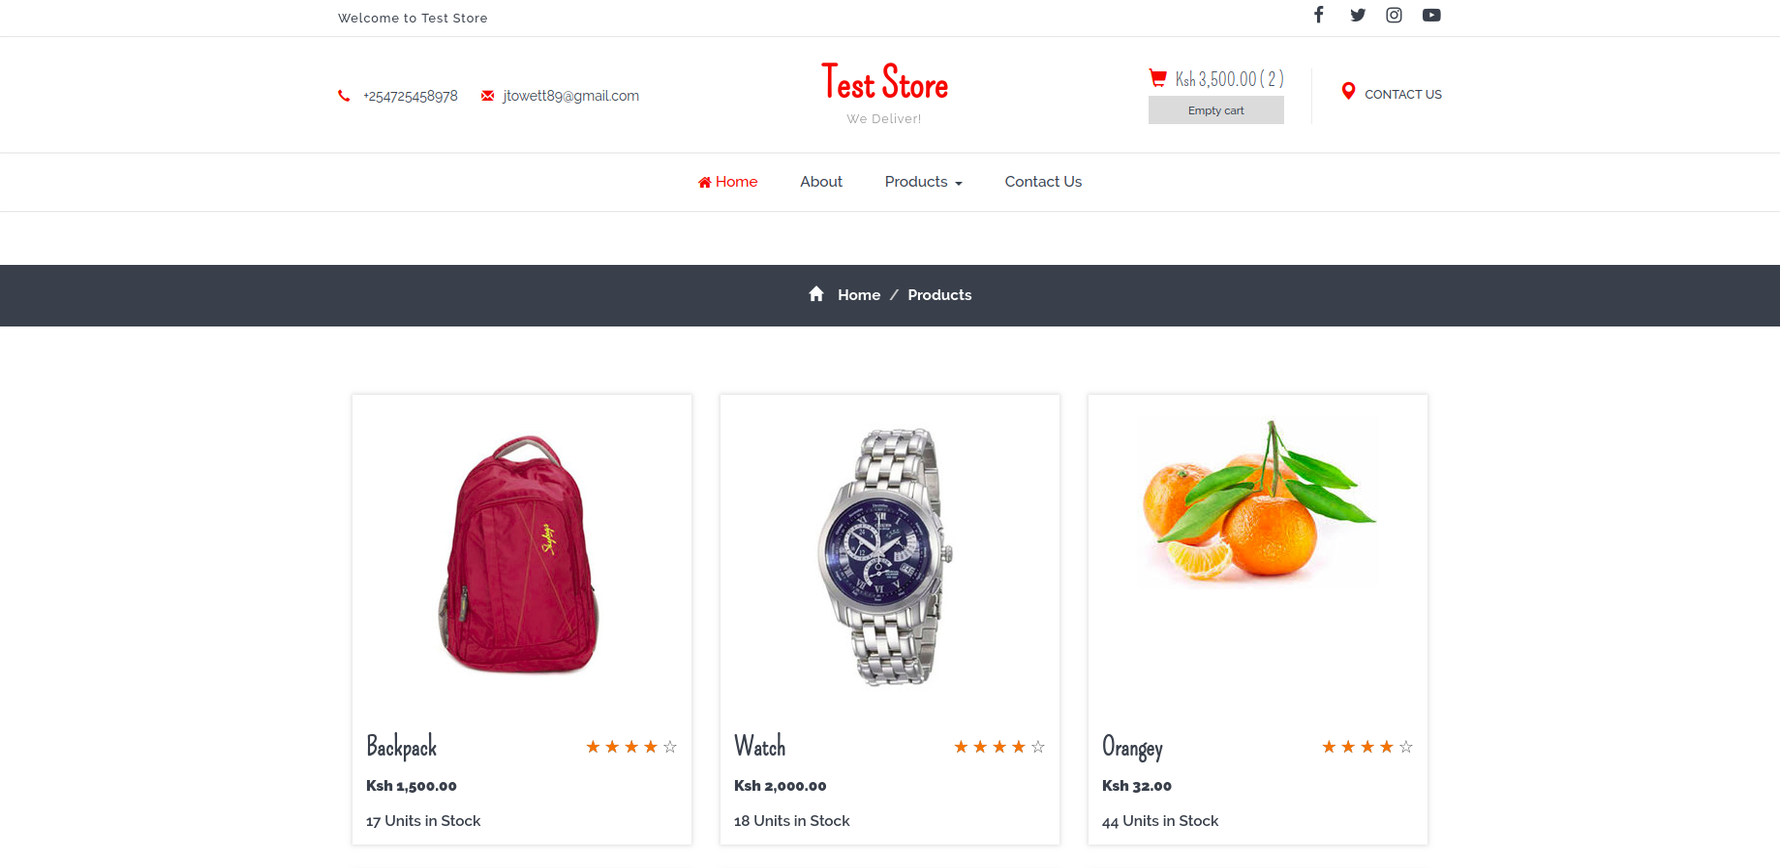 Welcome to Test Store
+254725458978 jtowett89@gmail.com
Test Store
We Deliver!
Ksh 3,500.00 ( 2 )
Empty cart
CONTACT US
Home About Products Contact Us
Home / Products
Skybags
Backpack
Ksh 1,500.00
17 Units in Stock
Watch
Ksh 2,000.00
18 Units in Stock
Orangey
Ksh 32.00
44 Units in Stock